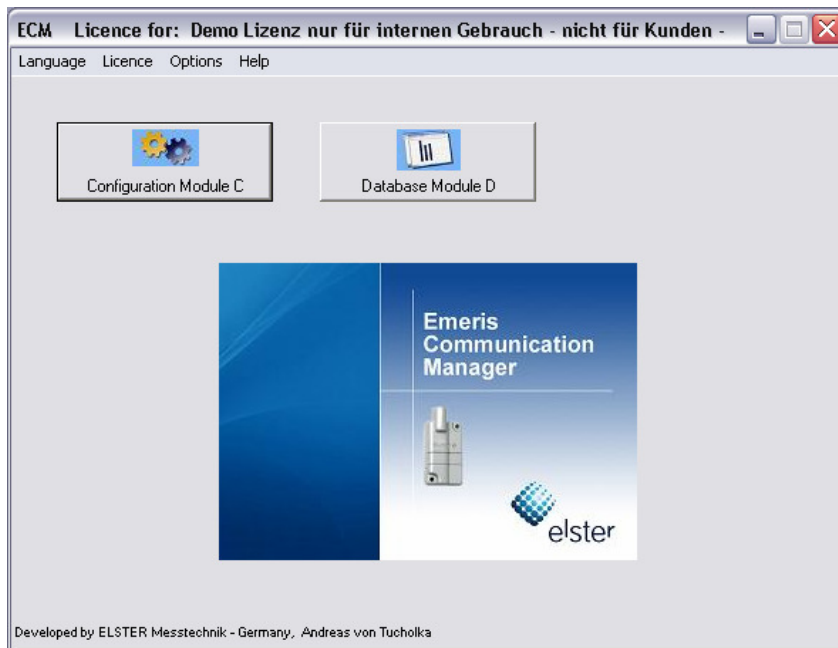 ECM Licence for: Demo Lizenz nur für internen Gebrauch - nicht für Kunden -
Language Licence Options Help
Configuration Module C
Database Module D
Emeris
Communication
Manager
elster
Developed by ELSTER Messtechnik - Germany, Andreas von Tucholka